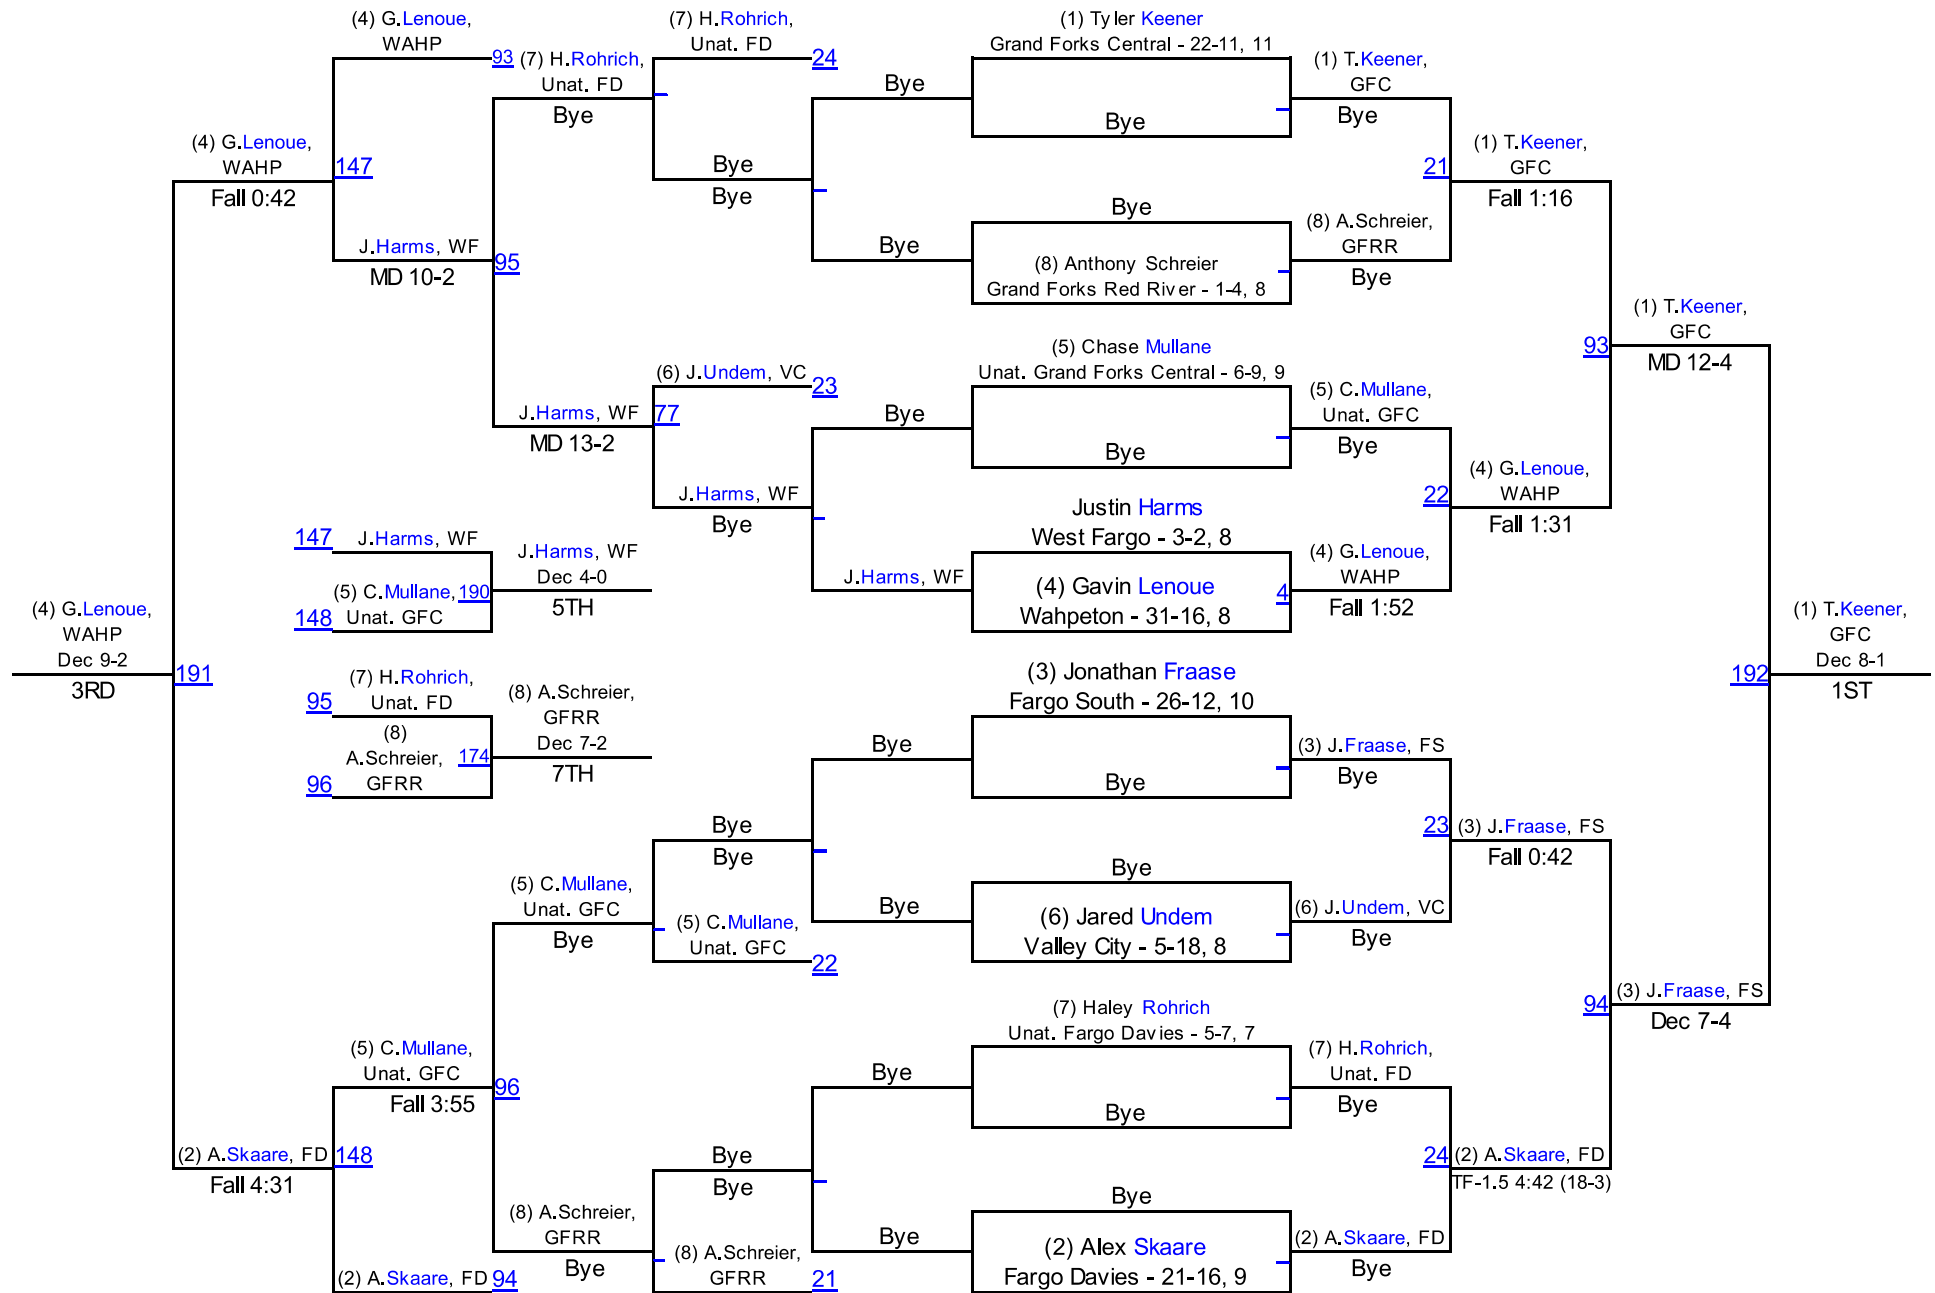 (4) G.Lenoue,
WAHP
93
(7) H.Rohrich,
Unat. FD
Bye
(7) H.Rohrich,
Unat. FD
24
Bye
(1) Tyler Keener
Grand Forks Central - 22-11, 11
Bye
(1) T.Keener,
GFC
Bye
(4) G.Lenoue,
WAHP
Fall 0:42
147
Bye
Bye
21
(1) T.Keener,
GFC
Fall 1:16
J.Harms, WF
MD 10-2
95
Bye
Bye
(8) Anthony Schreier
Grand Forks Red River - 1-4, 8
(8) A.Schreier,
GFRR
Bye
(1) T.Keener,
GFC
MD 12-4
93
(6) J.Undem, VC
23
J.Harms, WF
MD 13-2
77
Bye
(5) Chase Mullane
Unat. Grand Forks Central - 6-9, 9
Bye
(5) C.Mullane,
Unat. GFC
Bye
J.Harms, WF
Bye
22
(4) G.Lenoue,
WAHP
Fall 1:31
147
J.Harms, WF
(5) C.Mullane,
Unat. GFC
148
190
J.Harms, WF
Dec 4-0
5TH
J.Harms, WF
Justin Harms
West Fargo - 3-2, 8
(4) Gavin Lenoue
Wahpeton - 31-16, 8
4
(4) G.Lenoue,
WAHP
Fall 1:52
(4) G.Lenoue,
WAHP
Dec 9-2
3RD
191
192
(1) T.Keener,
GFC
Dec 8-1
1ST
(7) H.Rohrich,
Unat. FD
95
(8)
A.Schreier,
GFRR
96
174
(8) A.Schreier,
GFRR
Dec 7-2
7TH
Bye
(3) Jonathan Fraase
Fargo South - 26-12, 10
Bye
(3) J.Fraase, FS
Bye
Bye
Bye
23
(3) J.Fraase, FS
Fall 0:42
(5) C.Mullane,
Unat. GFC
Bye
(5) C.Mullane,
Unat. GFC
22
Bye
Bye
(6) Jared Undem
Valley City - 5-18, 8
(6) J.Undem, VC
Bye
94
(3) J.Fraase, FS
Dec 7-4
(5) C.Mullane,
Unat. GFC
Fall 3:55
96
Bye
(7) Haley Rohrich
Unat. Fargo Davies - 5-7, 7
Bye
(7) H.Rohrich,
Unat. FD
Bye
(2) A.Skaare, FD
Fall 4:31
148
Bye
Bye
24
(2) A.Skaare, FD
TF-1.5 4:42 (18-3)
(8) A.Schreier,
GFRR
Bye
(8) A.Schreier,
GFRR
21
Bye
Bye
(2) Alex Skaare
Fargo Davies - 21-16, 9
(2) A.Skaare, FD
Bye
(2) A.Skaare, FD
94